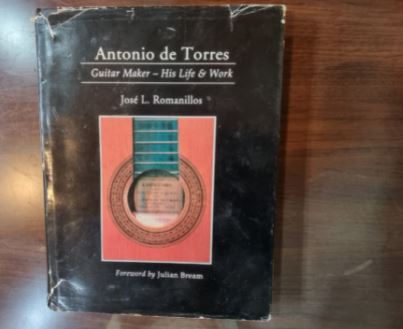 Antonio de Torres
Guitar Maker – His Life & Work
José L. Romanillos
Foreword by Julian Bream